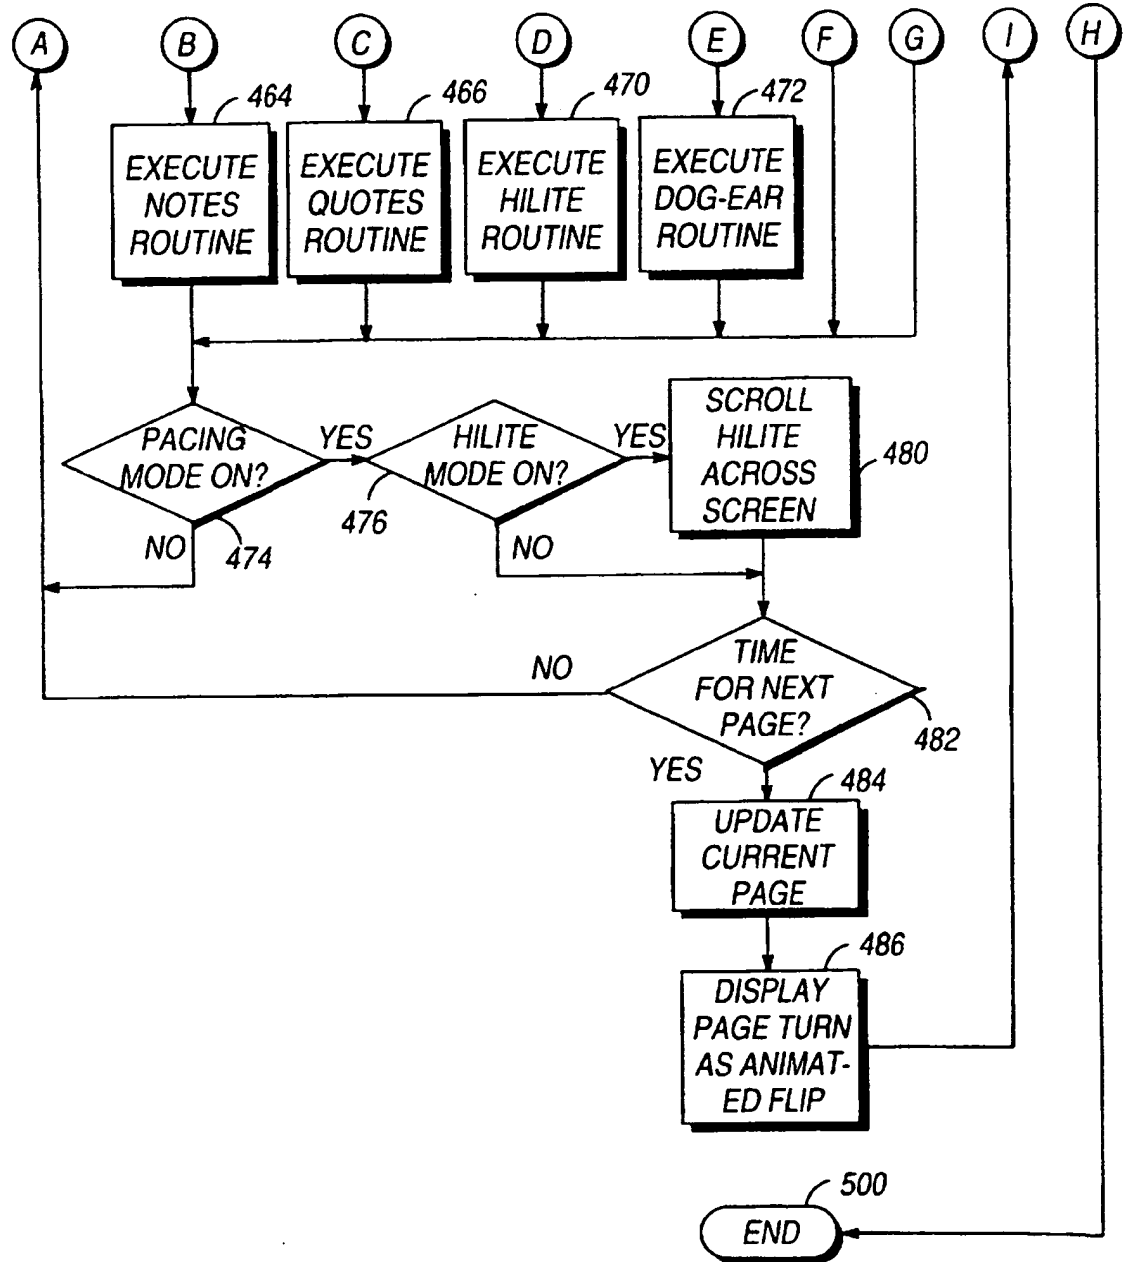 A
B
C
D
E
F
G
I
H
464
466
470
472
EXECUTE
NOTES
ROUTINE
EXECUTE
QUOTES
ROUTINE
EXECUTE
HILITE
ROUTINE
EXECUTE
DOG-EAR
ROUTINE
PACING
MODE ON?
YES
NO
474
HILITE
MODE ON?
YES
NO
476
SCROLL
HILITE
ACROSS
SCREEN
480
TIME
FOR NEXT
PAGE?
NO
YES
482
484
UPDATE
CURRENT
PAGE
486
DISPLAY
PAGE TURN
AS ANIMAT-
ED FLIP
500
END